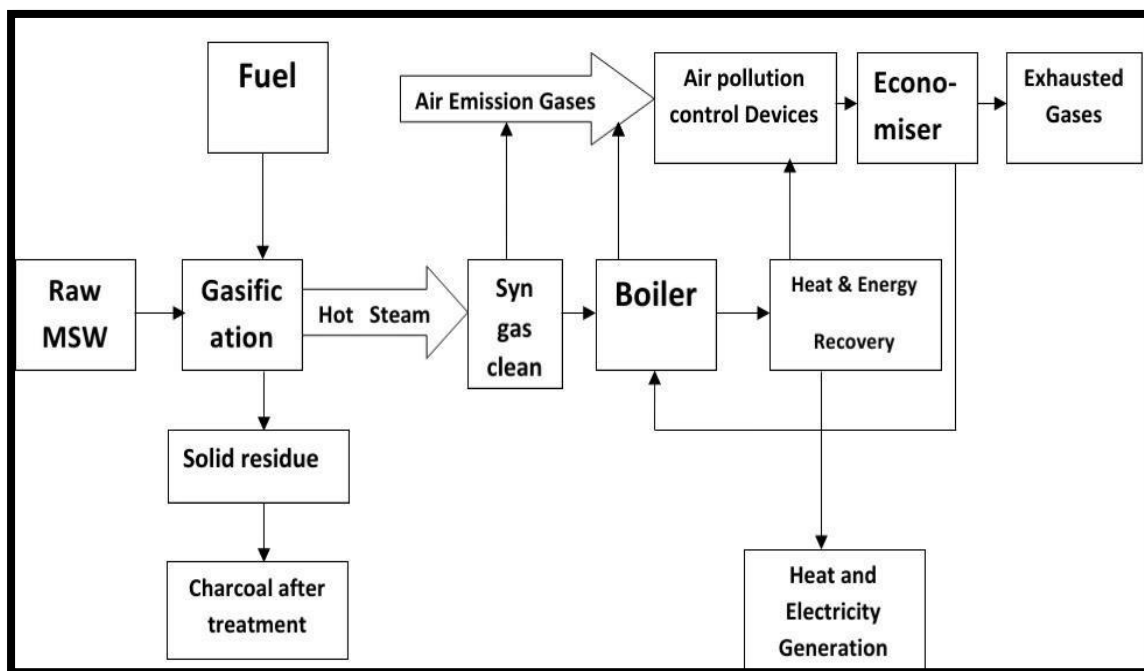 Fuel
Air Emission Gases
Air pollution
control Devices
Econo-
miser
Exhausted
Gases
Raw
MSW
Gasific
ation
Hot Steam
Syn
gas
clean
Boiler
Heat & Energy
Recovery
Solid residue
Charcoal after
treatment
Heat and
Electricity
Generation